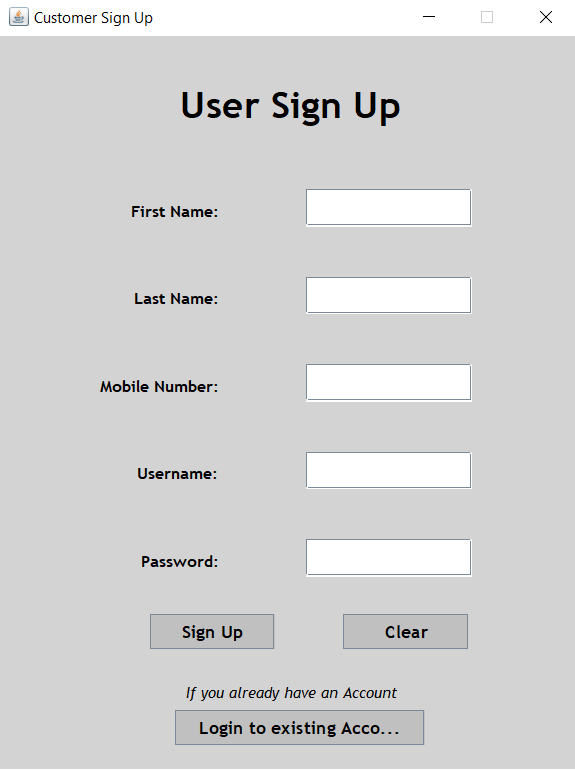 Customer Sign Up
User Sign Up
First Name:
Last Name:
Mobile Number:
Username:
Password:
Sign Up Clear
If you already have an Account
Login to existing Acco...